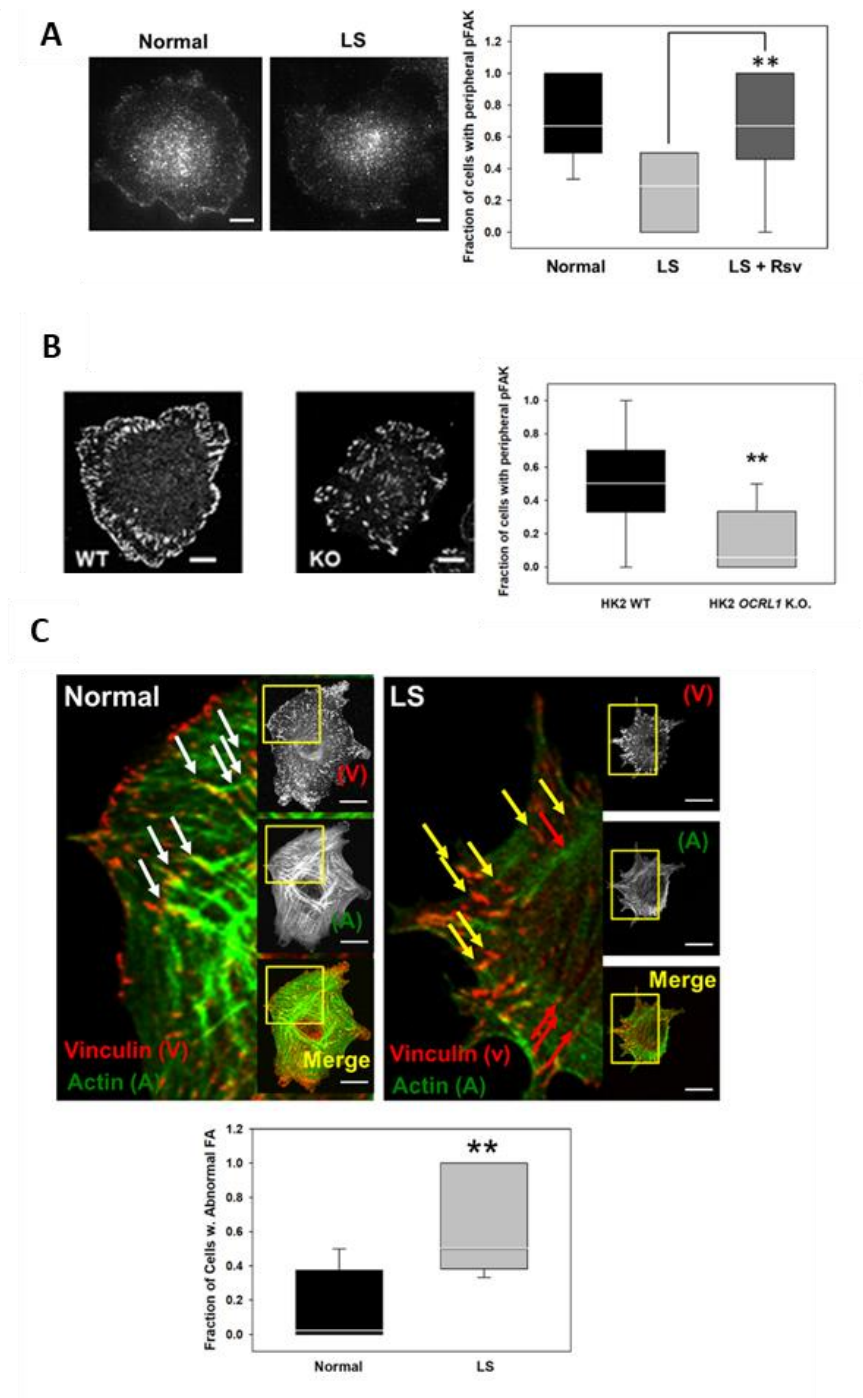 A
Normal
LS
Fraction of cells with peripheral pFAK
1.2
1.0
0.8
0.6
0.4
0.2
0.0
**
Normal LS LS + Rsv
B
WT
KO
Fraction of cells with peripheral pFAK
1.0
0.8
0.6
0.4
0.2
0.0
**
HK2 WT HK2 OCRL1 K.O.
C
Normal
(V)
(A)
Merge
Vinculin (V)
Actin (A)
LS
(V)
(A)
Merge
Vinculin (v)
Actin (A)
Fraction of Cells w. Abnormal FA
1.2
1.0
0.8
0.6
0.4
0.2
0.0
**
Normal LS